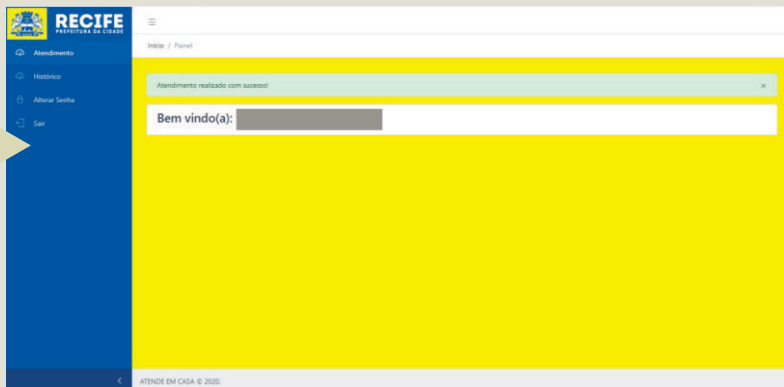 RECIFE
PREFEITURA DA CIDADE
Atendimento
Histórico
Alterar Senha
Sair
Início / Painel
Atendimento realizado com sucesso!
×
Bem vindo(a):
ATENDE EM CASA © 2020.